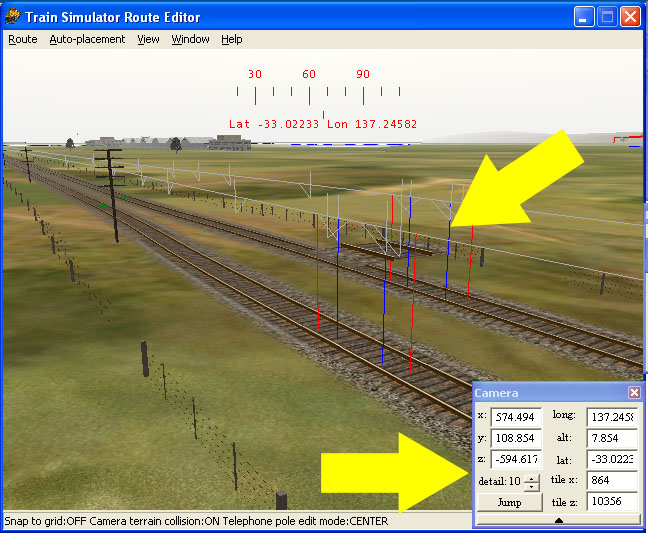 Train Simulator Route Editor
Route Auto-placement View Window Help
30 60 90
Lat -33.02233 Lon 137.24582
Camera
x: 574.494 long: 137.2458
y: 108.854 alt: 7.854
z: -594.617 lat: -33.0223
detail: 10 tile x: 864
Jump tile z: 10356
Snap to grid:OFF Camera terrain collision:ON Telephone pole edit mode:CENTER